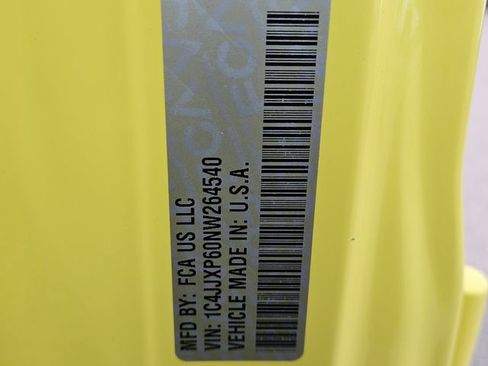 MFD BY: FCA US LLC
VIN: 1C4JJXP60NW264540
VEHICLE MADE IN: U.S.A.